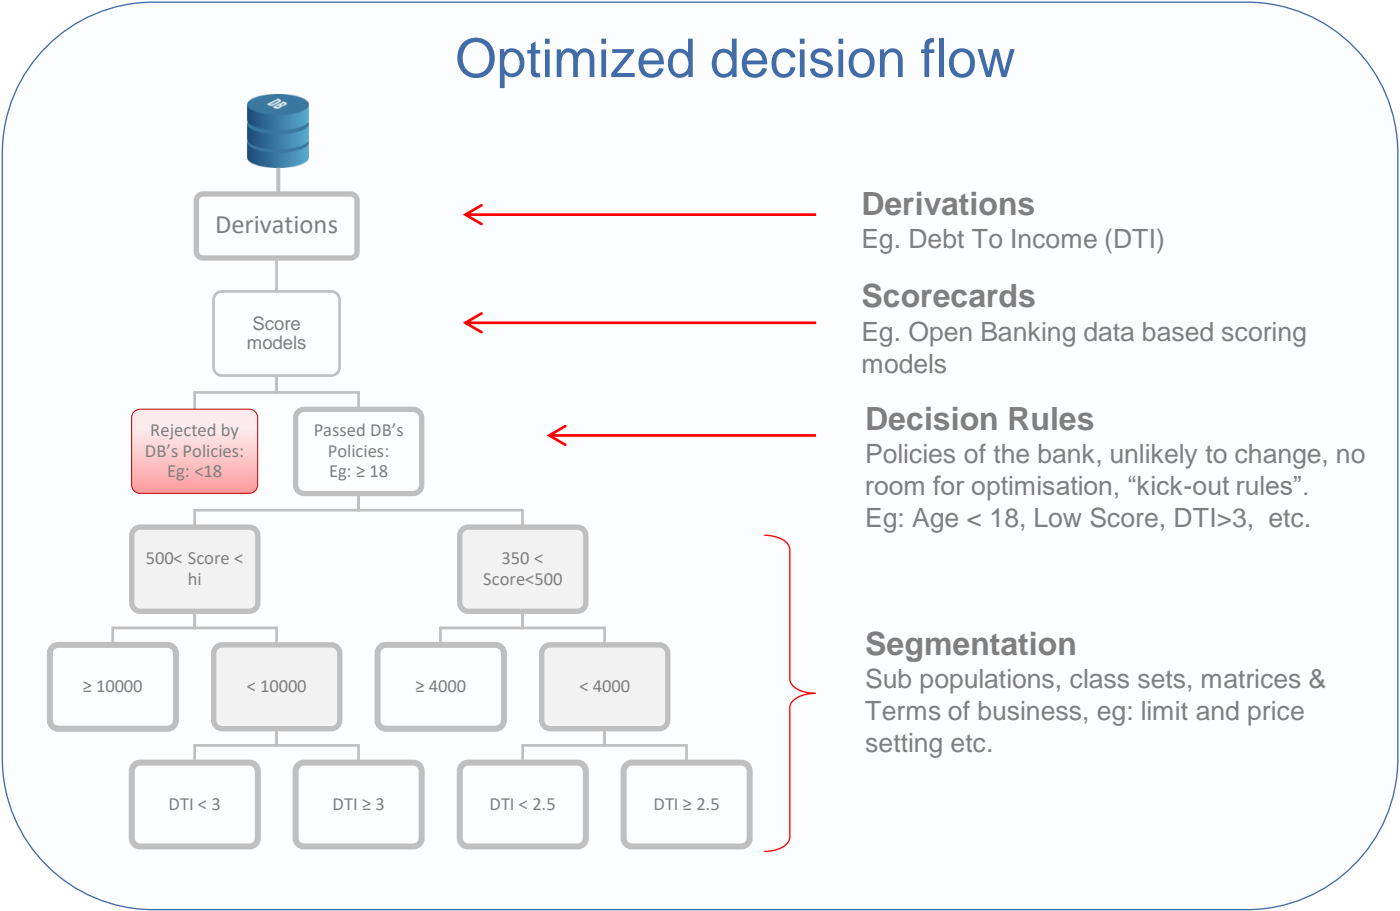 Optimized decision flow
DB
Derivations
Score
models
Rejected by
DB’s Policies:
Eg: <18
Passed DB’s
Policies:
Eg: ≥ 18
500< Score <
hi
350 <
Score<500
≥ 10000
< 10000
≥ 4000
< 4000
DTI < 3
DTI ≥ 3
DTI < 2.5
DTI ≥ 2.5
Derivations
Eg. Debt To Income (DTI)
Scorecards
Eg. Open Banking data based scoring
models
Decision Rules
Policies of the bank, unlikely to change, no
room for optimisation, “kick-out rules”.
Eg: Age < 18, Low Score, DTI>3, etc.
Segmentation
Sub populations, class sets, matrices &
Terms of business, eg: limit and price
setting etc.